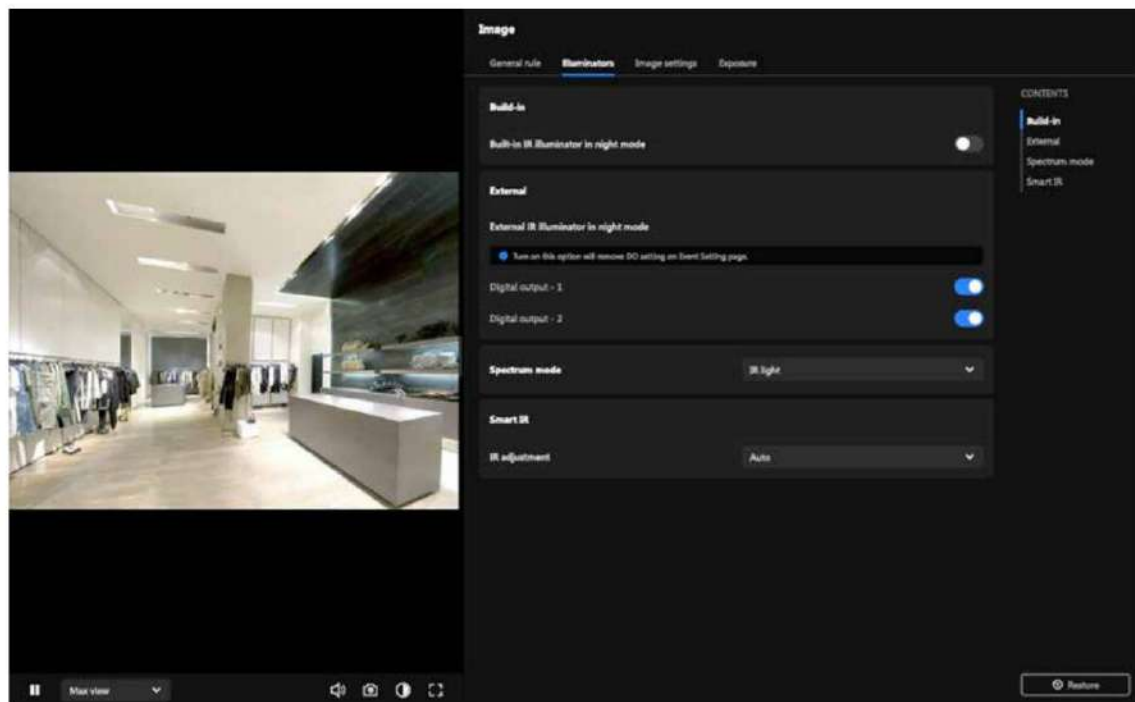 Image
General rule Illuminators Image settings Exposure
Build-in
Built-in IR illuminator in night mode
External
External IR illuminator in night mode
Turn on this option will remove DO setting on Event Setting page.
Digital output - 1
Digital output - 2
Spectrum mode IR light
Smart IR
IR adjustment Auto
CONTENTS
Build-in
External
Spectrum mode
Smart IR
Max view
Restore